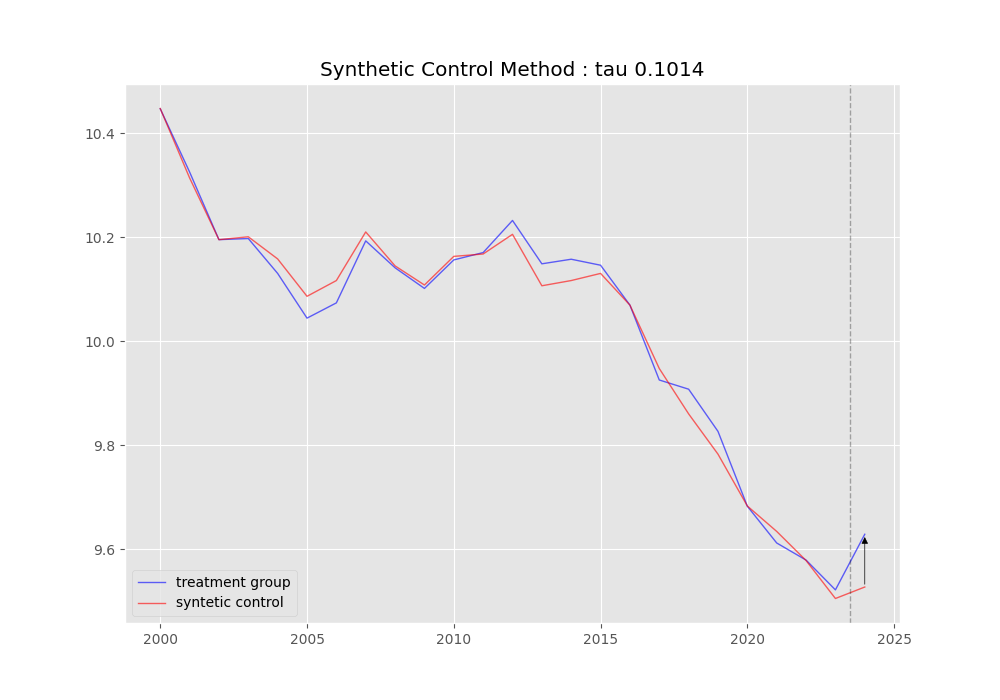 Synthetic Control Method : tau 0.1014
10.4
10.2
10.0
9.8
9.6
treatment group
syntetic control
2000 2005 2010 2015 2020 2025